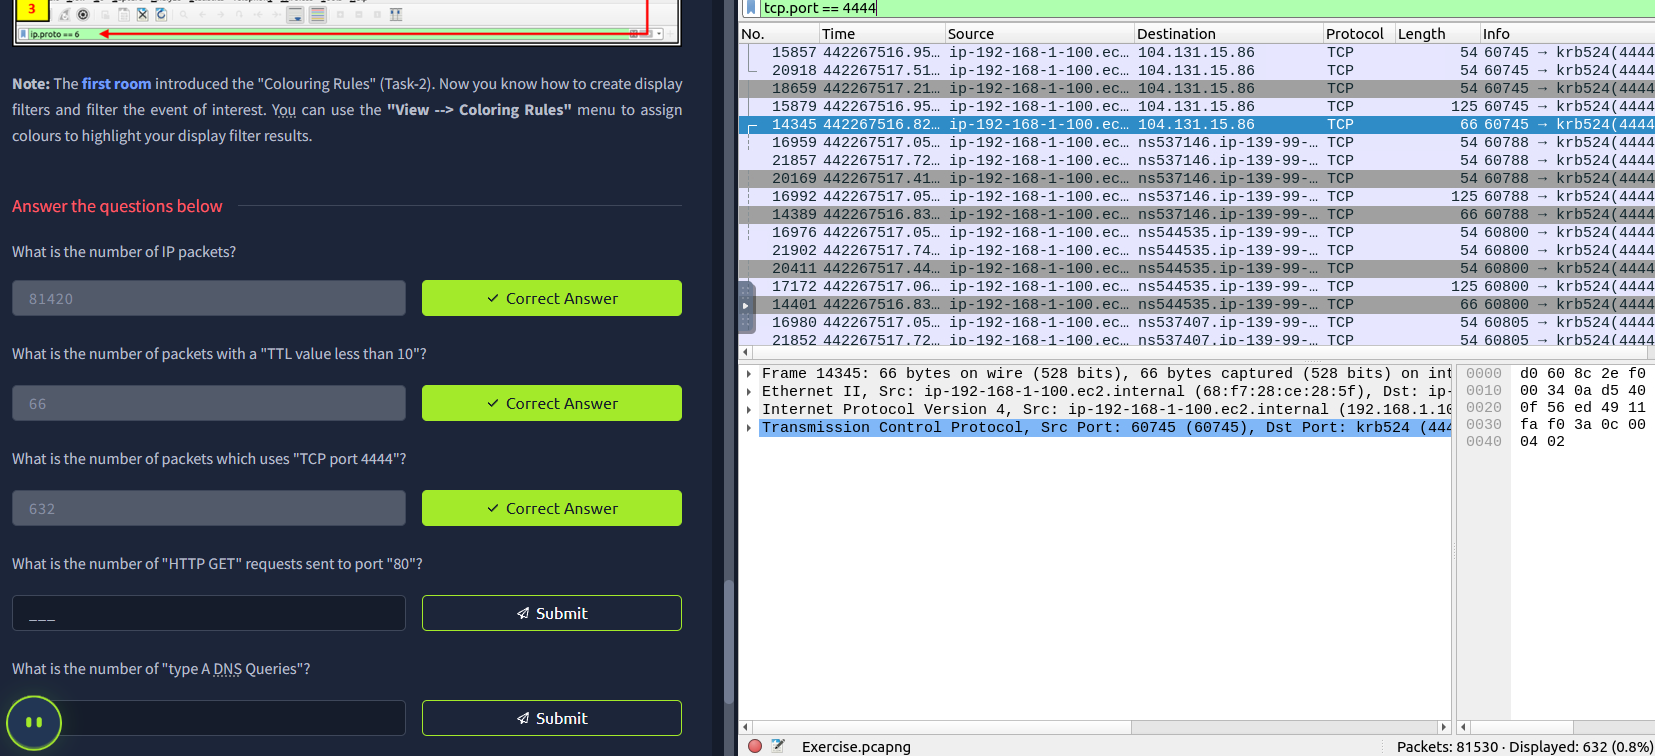 3
ip.proto == 6
Note: The first room introduced the "Colouring Rules" (Task-2). Now you know how to create display
filters and filter the event of interest. You can use the "View --> Coloring Rules" menu to assign
colours to highlight your display filter results.
Answer the questions below
What is the number of IP packets?
81420
Correct Answer
What is the number of packets with a "TTL value less than 10"?
66
Correct Answer
What is the number of packets which uses "TCP port 4444"?
632
Correct Answer
What is the number of "HTTP GET" requests sent to port "80"?
___
Submit
What is the number of "type A DNS Queries"?
Submit
tcp.port == 4444
No. Time Source Destination Protocol Length Info
15857 442267516.95… ip-192-168-1-100.ec… 104.131.15.86 TCP 54 60745 → krb524(4444
20918 442267517.51… ip-192-168-1-100.ec… 104.131.15.86 TCP 54 60745 → krb524(4444
18659 442267517.21… ip-192-168-1-100.ec… 104.131.15.86 TCP 54 60745 → krb524(4444
15879 442267516.95… ip-192-168-1-100.ec… 104.131.15.86 TCP 125 60745 → krb524(4444
14345 442267516.82… ip-192-168-1-100.ec… 104.131.15.86 TCP 66 60745 → krb524(4444
16959 442267517.05… ip-192-168-1-100.ec… ns537146.ip-139-99-… TCP 54 60788 → krb524(4444
21857 442267517.72… ip-192-168-1-100.ec… ns537146.ip-139-99-… TCP 54 60788 → krb524(4444
20169 442267517.41… ip-192-168-1-100.ec… ns537146.ip-139-99-… TCP 54 60788 → krb524(4444
16992 442267517.05… ip-192-168-1-100.ec… ns537146.ip-139-99-… TCP 125 60788 → krb524(4444
14389 442267516.83… ip-192-168-1-100.ec… ns537146.ip-139-99-… TCP 66 60788 → krb524(4444
16976 442267517.05… ip-192-168-1-100.ec… ns544535.ip-139-99-… TCP 54 60800 → krb524(4444
21902 442267517.74… ip-192-168-1-100.ec… ns544535.ip-139-99-… TCP 54 60800 → krb524(4444
20411 442267517.44… ip-192-168-1-100.ec… ns544535.ip-139-99-… TCP 54 60800 → krb524(4444
17172 442267517.06… ip-192-168-1-100.ec… ns544535.ip-139-99-… TCP 125 60800 → krb524(4444
14401 442267516.83… ip-192-168-1-100.ec… ns544535.ip-139-99-… TCP 66 60800 → krb524(4444
16980 442267517.05… ip-192-168-1-100.ec… ns537407.ip-139-99-… TCP 54 60805 → krb524(4444
21852 442267517.72… ip-192-168-1-100.ec… ns537407.ip-139-99-… TCP 54 60805 → krb524(4444
Frame 14345: 66 bytes on wire (528 bits), 66 bytes captured (528 bits) on int
Ethernet II, Src: ip-192-168-1-100.ec2.internal (68:f7:28:ce:28:5f), Dst: ip-
Internet Protocol Version 4, Src: ip-192-168-1-100.ec2.internal (192.168.1.10
Transmission Control Protocol, Src Port: 60745 (60745), Dst Port: krb524 (444
0000 d0 60 8c 2e f0
0010 00 34 0a d5 40
0020 0f 56 ed 49 11
0030 fa f0 3a 0c 00
0040 04 02
Exercise.pcapng
Packets: 81530 · Displayed: 632 (0.8%)